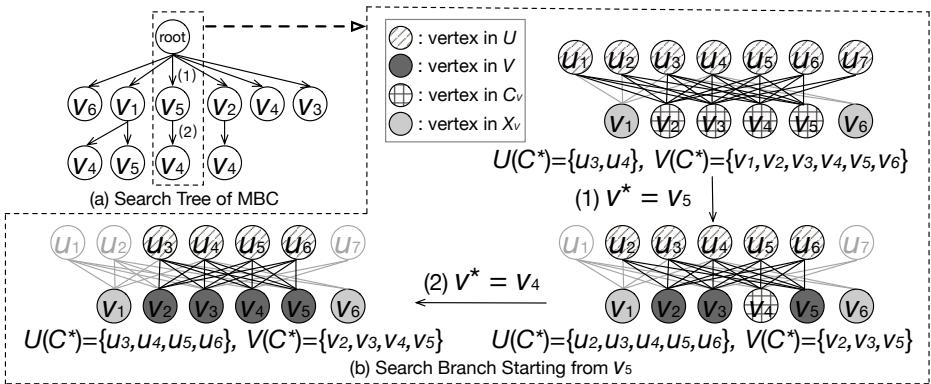 root
(1)
v6 v1 v5 v2 v4 v3
(2)
v4 v5 v4 v4
(a) Search Tree of MBC
: vertex in U
: vertex in V
: vertex in Cv
: vertex in Xv
u1 u2 u3 u4 u5 u6 u7
v1 v2 v3 v4 v5 v6
U(C*)={u3,u4}, V(C*)={v1,v2,v3,v4,v5,v6}
(1) v* = v5
u1 u2 u3 u4 u5 u6 u7
v1 v2 v3 v4 v5 v6
U(C*)={u2,u3,u4,u5,u6}, V(C*)={v2,v3,v5}
(2) v* = v4
u1 u2 u3 u4 u5 u6 u7
v1 v2 v3 v4 v5 v6
U(C*)={u3,u4,u5,u6}, V(C*)={v2,v3,v4,v5}
(b) Search Branch Starting from v5